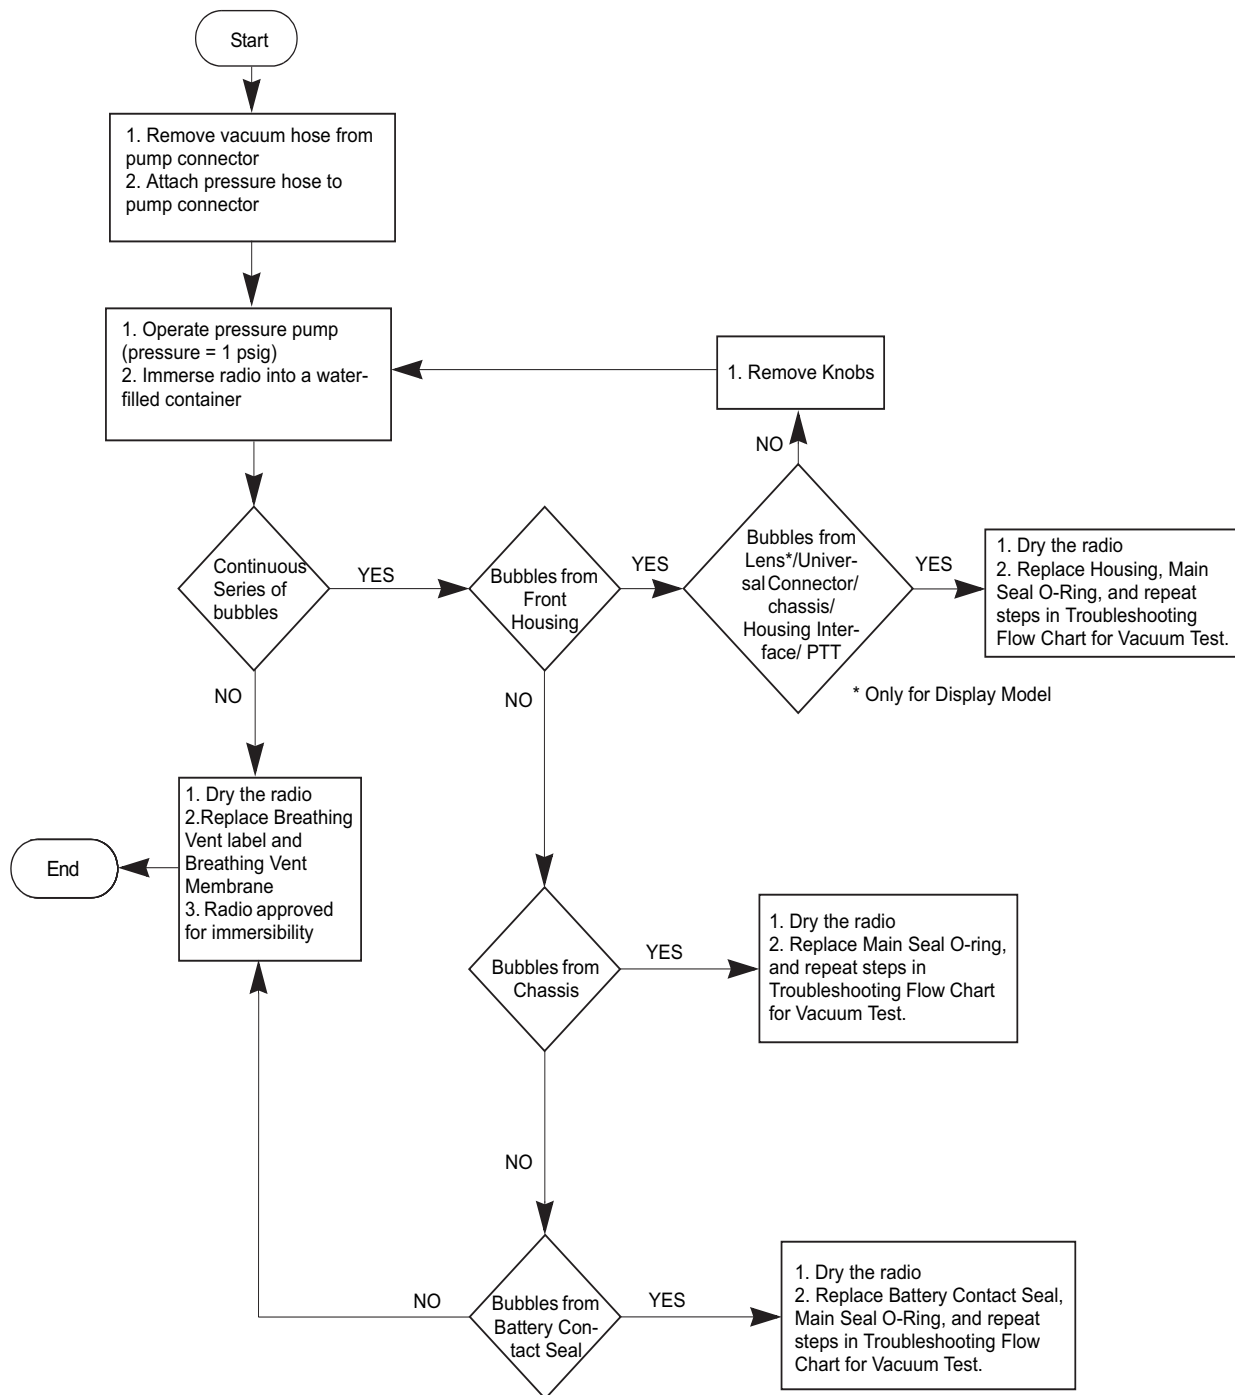 Start
1. Remove vacuum hose from
pump connector
2. Attach pressure hose to
pump connector
1. Operate pressure pump
(pressure = 1 psig)
2. Immerse radio into a water-
filled container
1. Remove Knobs
NO
Continuous
Series of
bubbles
YES
Bubbles from
Front
Housing
YES
Bubbles from
Lens*/Univer-
sal Connector/
chassis/
Housing Inter-
face/ PTT
YES
1. Dry the radio
2. Replace Housing, Main
Seal O-Ring, and repeat
steps in Troubleshooting
Flow Chart for Vacuum Test.
* Only for Display Model
NO
NO
1. Dry the radio
2.Replace Breathing
Vent label and
Breathing Vent
Membrane
3. Radio approved
for immersibility
End
Bubbles from
Chassis
YES
1. Dry the radio
2. Replace Main Seal O-ring,
and repeat steps in
Troubleshooting Flow Chart
for Vacuum Test.
NO
Bubbles from
Battery Con-
tact Seal
NO
YES
1. Dry the radio
2. Replace Battery Contact Seal,
Main Seal O-Ring, and repeat
steps in Troubleshooting Flow
Chart for Vacuum Test.